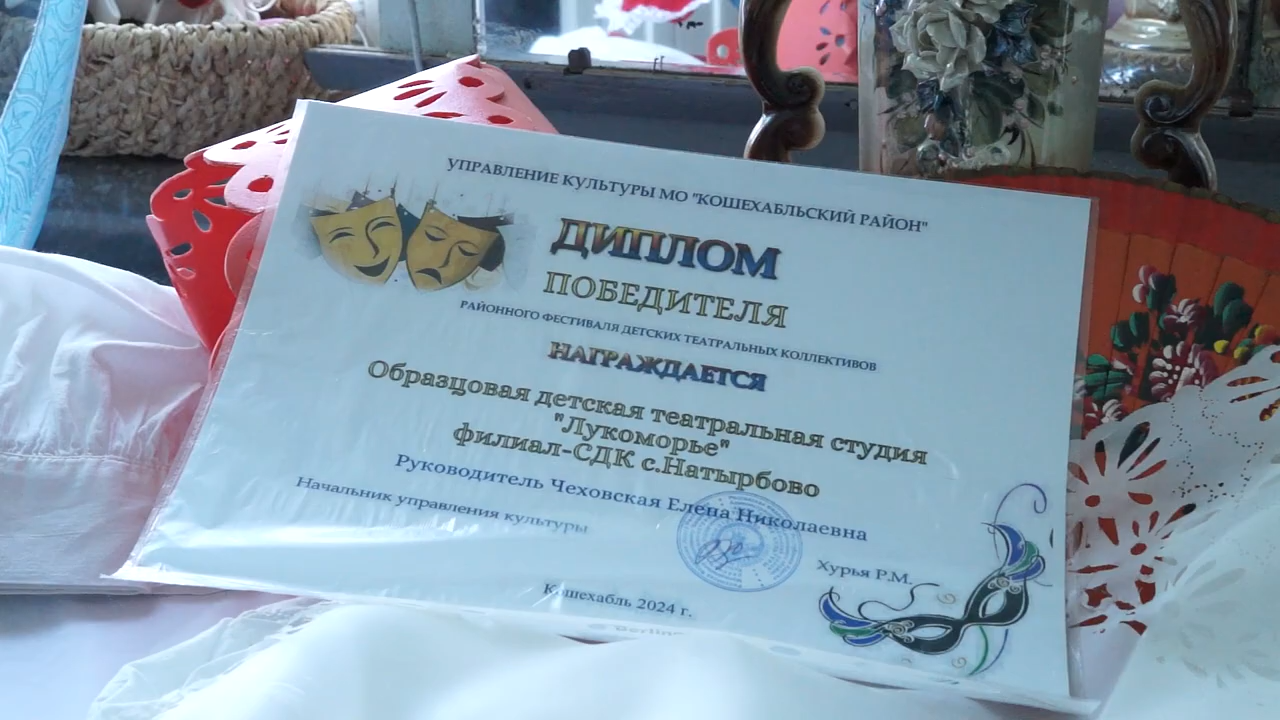 УПРАВЛЕНИЕ КУЛЬТУРЫ МО "КОШЕХАБЛЬСКИЙ РАЙОН"
ДИПЛОМ
ПОБЕДИТЕЛЯ
РАЙОННОГО ФЕСТИВАЛЯ ДЕТСКИХ ТЕАТРАЛЬНЫХ КОЛЛЕКТИВОВ
НАГРАЖДАЕТСЯ
Образцовая детская театральная студия
"Лукоморье"
филиал-СДК с.Натырбово
Руководитель Чеховская Елена Николаевна
Начальник управления культуры
Хурья Р.М.
Кошехабль 2024 г.